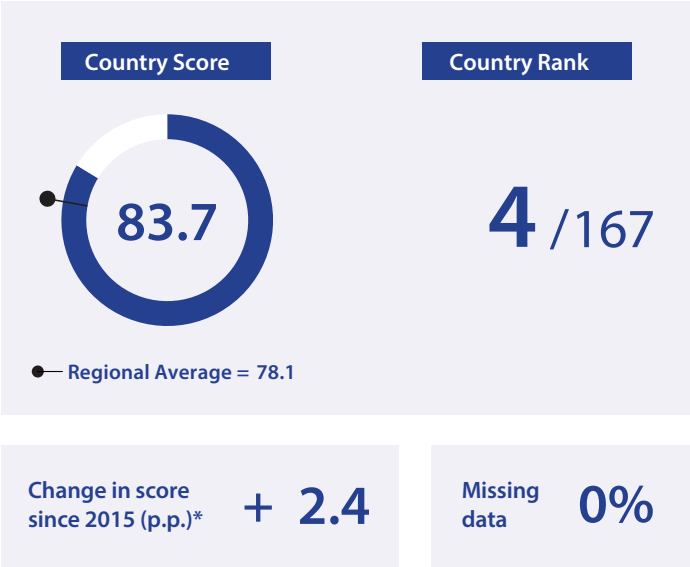 Country Score
Country Rank
83.7
4 /167
Regional Average = 78.1
Change in score
since 2015 (p.p.)*
+ 2.4
Missing
data
0%